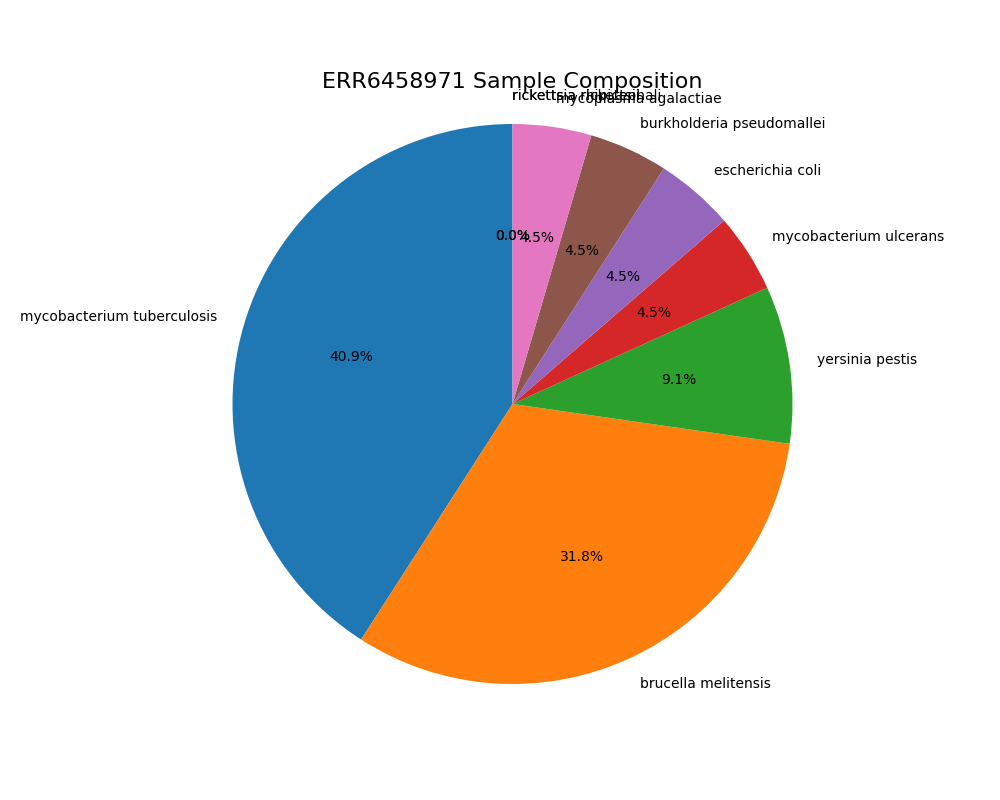 ERR6458971 Sample Composition
rickettsia
mycoplasma agalactiae
burkholderia pseudomallei
escherichia coli
mycobacterium ulcerans
yersinia pestis
brucella melitensis
mycobacterium tuberculosis
0.0%
4.5%
4.5%
4.5%
4.5%
9.1%
31.8%
40.9%